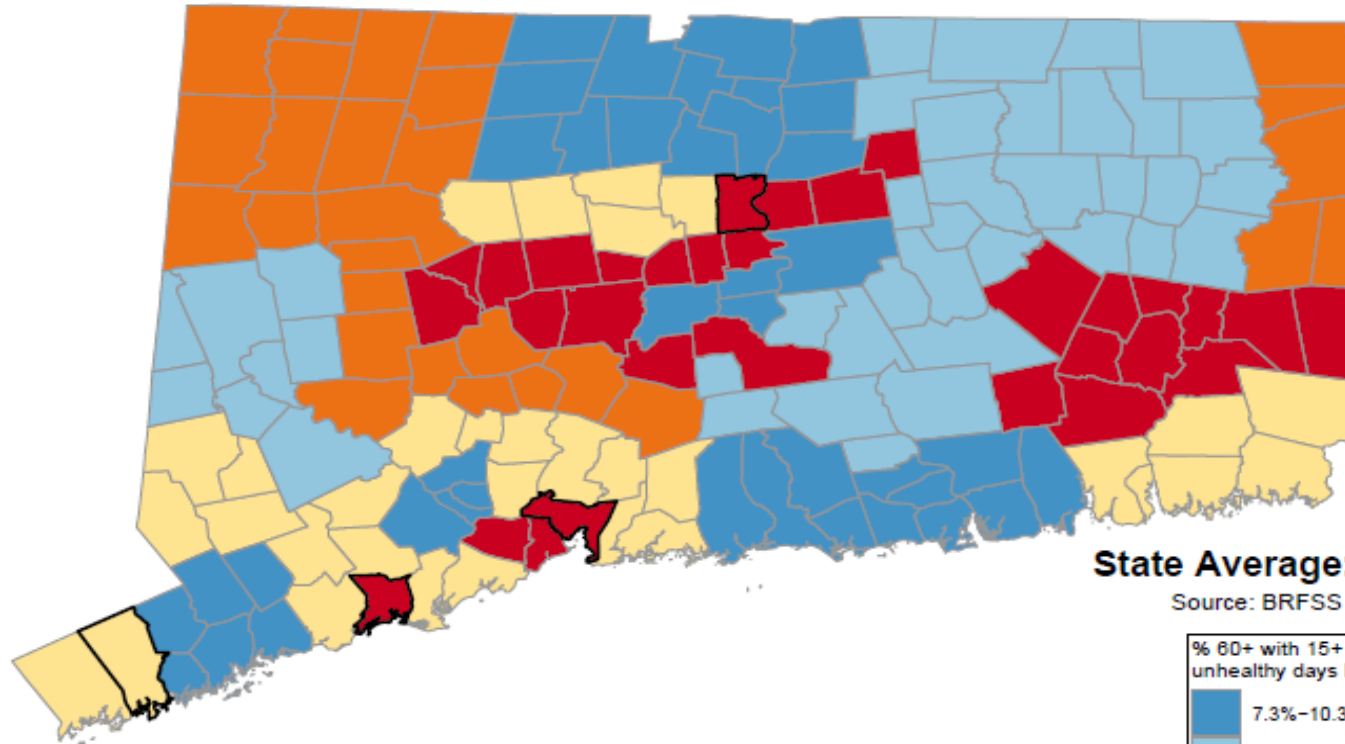 State Average:
Source: BRFSS
% 60+ with 15+
unhealthy days
7.3%−10.3